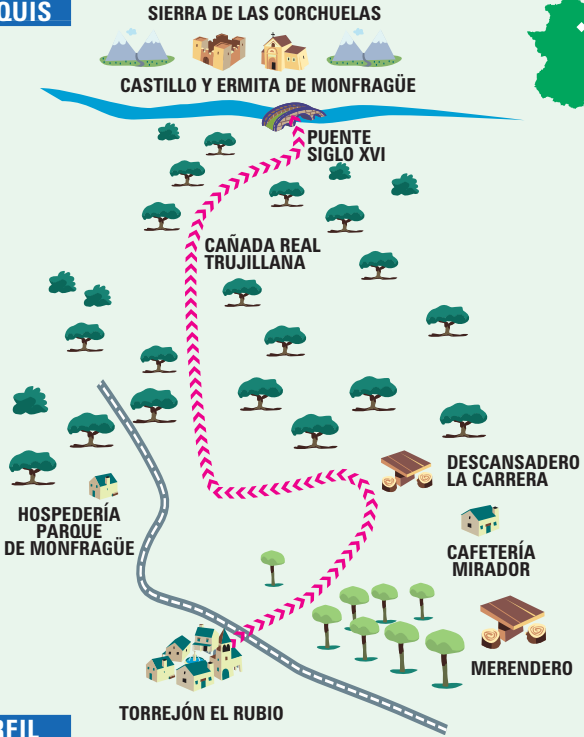 QUIS
SIERRA DE LAS CORCHUELAS
CASTILLO Y ERMITA DE MONFRAGÜE
PUENTE
SIGLO XVI
CAÑADA REAL
TRUJILLANA
DESCANSADERO
LA CARRERA
HOSPEDERÍA
PARQUE
DE MONFRAGÜE
CAFETERÍA
MIRADOR
MERENDERO
TORREJÓN EL RUBIO
RFIL